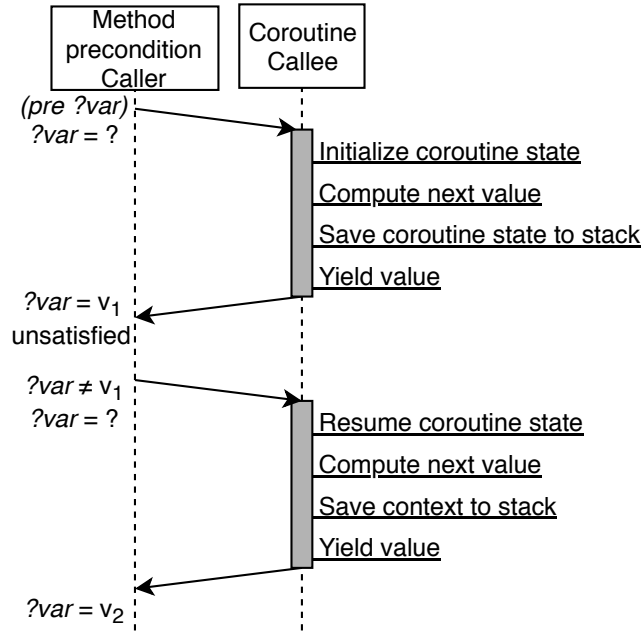 Method
precondition
Caller
Coroutine
Callee
(pre ?var)
?var = ?
Initialize coroutine state
Compute next value
Save coroutine state to stack
Yield value
?var = v₁
unsatisfied
?var ≠ v₁
?var = ?
Resume coroutine state
Compute next value
Save context to stack
Yield value
?var = v₂